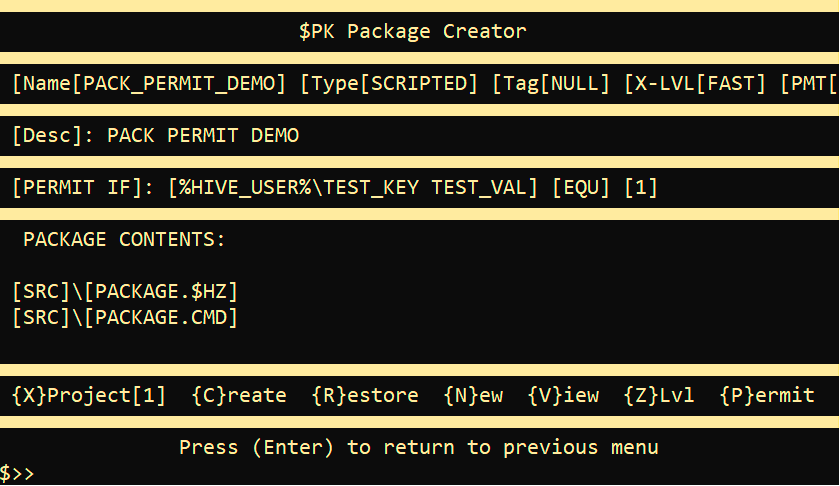 $PK Package Creator
[Name[PACK_PERMIT_DEMO] [Type[SCRIPTED] [Tag[NULL] [X-LVL[FAST] [PMT[
[Desc]: PACK PERMIT DEMO
[PERMIT IF]: [%HIVE_USER%\TEST_KEY TEST_VAL] [EQU] [1]
PACKAGE CONTENTS:
[SRC]\[PACKAGE.$HZ]
[SRC]\[PACKAGE.CMD]
{X}Project[1]  {C}reate  {R}estore  {N}ew  {V}iew  {Z}Lvl  {P}ermit
Press (Enter) to return to previous menu
$>>